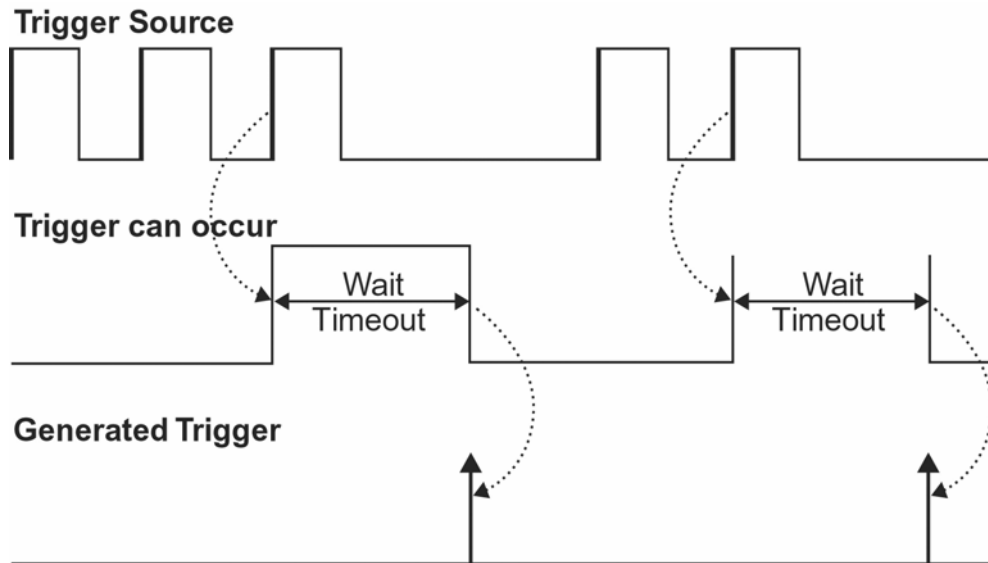 Trigger Source
Trigger can occur
Wait
Timeout
Wait
Timeout
Generated Trigger